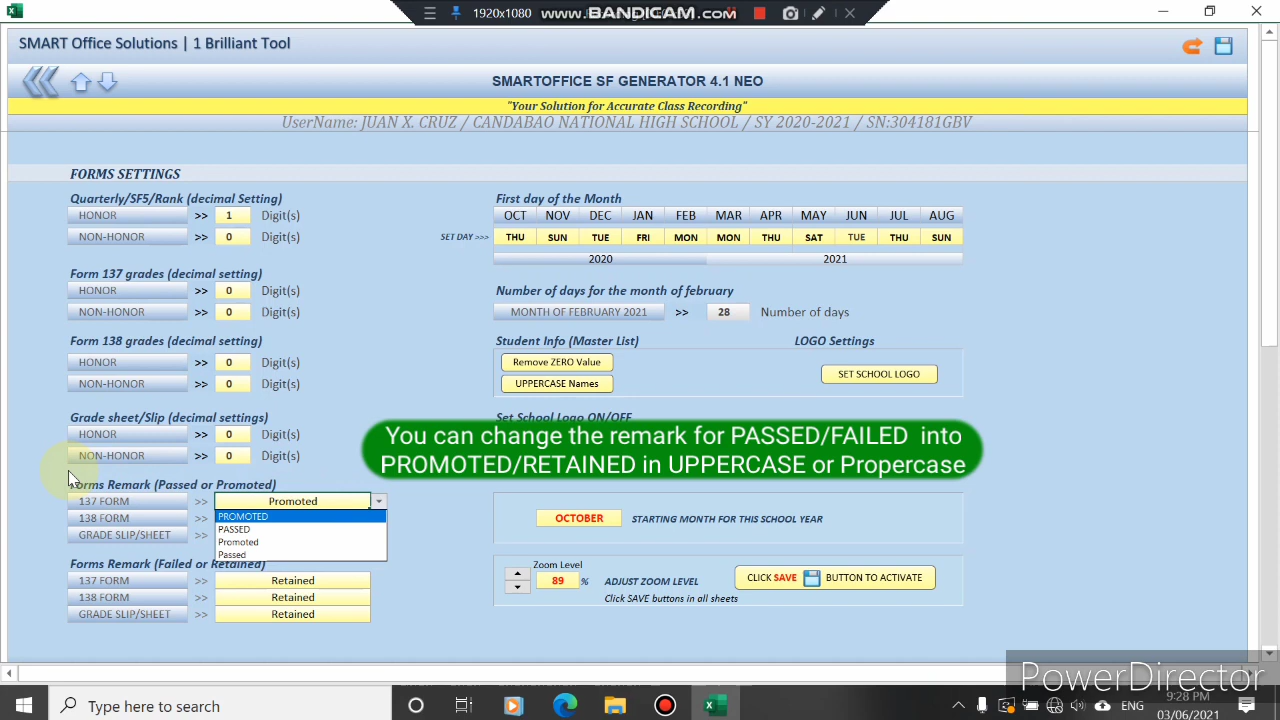 1920x1080
www.BANDICAM.com
SMART Office Solutions | 1 Brilliant Tool
SMARTOFFICE SF GENERATOR 4.1 NEO
"Your Solution for Accurate Class Recording"
UserName: JUAN X. CRUZ / CANDABAO NATIONAL HIGH SCHOOL / SY 2020-2021 / SN:304181GBV
FORMS SETTINGS
Quarterly/SF5/Rank (decimal Setting)
HONOR >> 1 Digit(s)
NON-HONOR >> 0 Digit(s)
Form 137 grades (decimal setting)
HONOR >> 0 Digit(s)
NON-HONOR >> 0 Digit(s)
Form 138 grades (decimal setting)
HONOR >> 0 Digit(s)
NON-HONOR >> 0 Digit(s)
Grade sheet/Slip (decimal settings)
HONOR >> 0 Digit(s)
NON-HONOR >> 0 Digit(s)
Forms Remark (Passed or Promoted)
137 FORM >> Promoted
138 FORM >>
GRADE SLIP/SHEET >>
PROMOTED
PASSED
Promoted
Passed
Forms Remark (Failed or Retained)
137 FORM >> Retained
138 FORM >> Retained
GRADE SLIP/SHEET >> Retained
First day of the Month
OCT NOV DEC JAN FEB MAR APR MAY JUN JUL AUG
SET DAY >>> THU SUN TUE FRI MON MON THU SAT TUE THU SUN
2020 2021
Number of days for the month of february
MONTH OF FEBRUARY 2021 >> 28 Number of days
Student Info (Master List) LOGO Settings
Remove ZERO Value
UPPERCASE Names
SET SCHOOL LOGO
Set School Logo ON/OFF
You can change the remark for PASSED/FAILED into
PROMOTED/RETAINED in UPPERCASE or Propercase
OCTOBER STARTING MONTH FOR THIS SCHOOL YEAR
Zoom Level
89 % ADJUST ZOOM LEVEL
Click SAVE buttons in all sheets
CLICK SAVE BUTTON TO ACTIVATE
PowerDirector
Type here to search
ENG
9:28 PM
03/06/2021